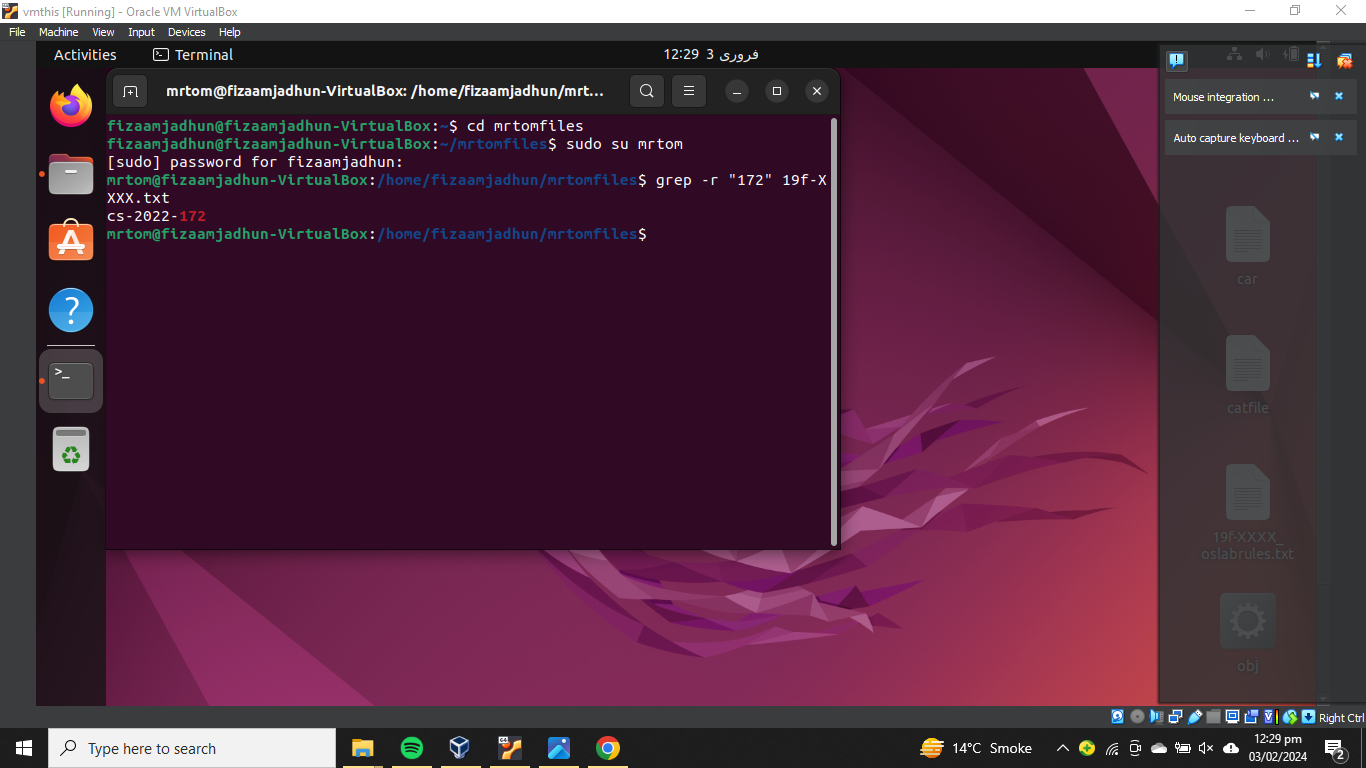 vmthis [Running] - Oracle VM VirtualBox
File Machine View Input Devices Help
Activities Terminal 12:29 3 فروری
mrtom@fizaamjadhun-VirtualBox: /home/fizaamjadhun/mrt...
fizaamjadhun@fizaamjadhun-VirtualBox:~$ cd mrtomfiles
fizaamjadhun@fizaamjadhun-VirtualBox:~/mrtomfiles$ sudo su mrtom
[sudo] password for fizaamjadhun:
mrtom@fizaamjadhun-VirtualBox:/home/fizaamjadhun/mrtomfiles$ grep -r "172" 19f-X
XXX.txt
cs-2022-172
mrtom@fizaamjadhun-VirtualBox:/home/fizaamjadhun/mrtomfiles$
Mouse integration ...
Auto capture keyboard ...
car
catfile
19f-XXXX_
oslabrules.txt
obj
Right Ctrl
Type here to search
14°C Smoke
12:29 pm
03/02/2024
2